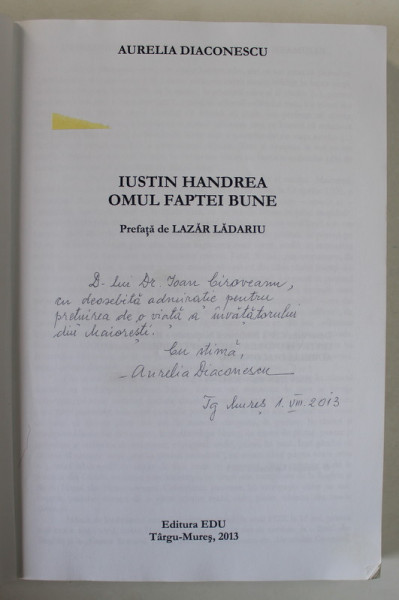 AURELIA DIACONESCU
IUSTIN HANDREA
OMUL FAPTEI BUNE
Prefață de LAZĂR LĂDARIU
D-lui Dr. Ioan Ciroveanu,
cu deosebită admirație pentru
prețuirea de o viață a "învățătorului
din Maiorești."
Cu stimă,
Aurelia Diaconescu
Tg Mureș 1. VIII. 2013
Editura EDU
Târgu-Mureș, 2013